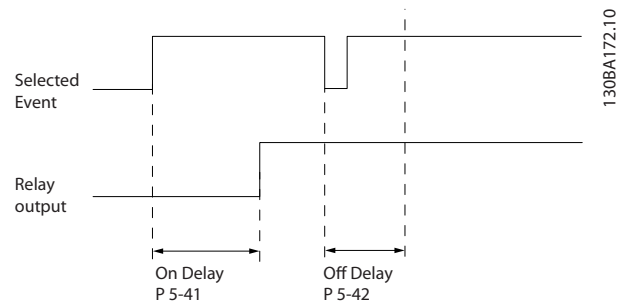 Selected
Event
Relay
output
On Delay
P 5-41
Off Delay
P 5-42
130BA172.10